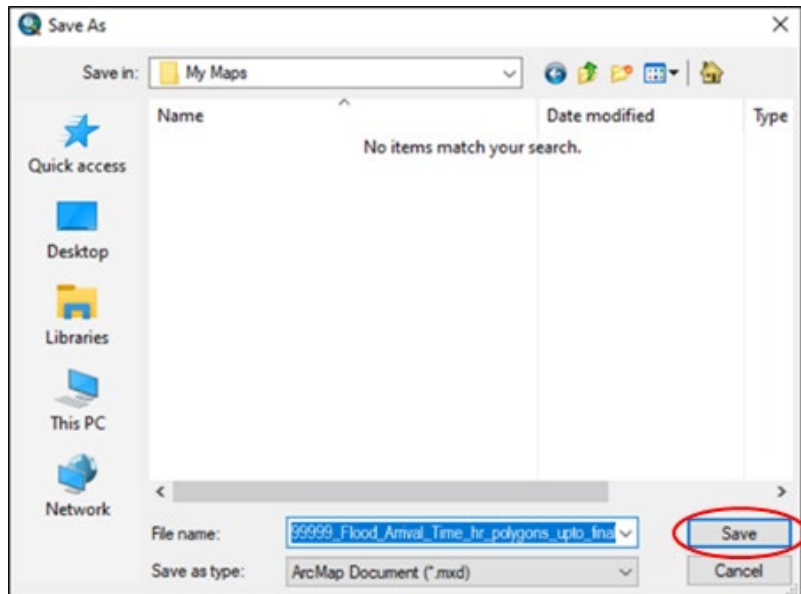 Save As
Save in: My Maps
Name Date modified Type
No items match your search.
Quick access
Desktop
Libraries
This PC
Network
File name: 99999_Flood_Arrival_Time_hr_polygons_upto_final Save
Save as type: ArcMap Document (*.mxd) Cancel